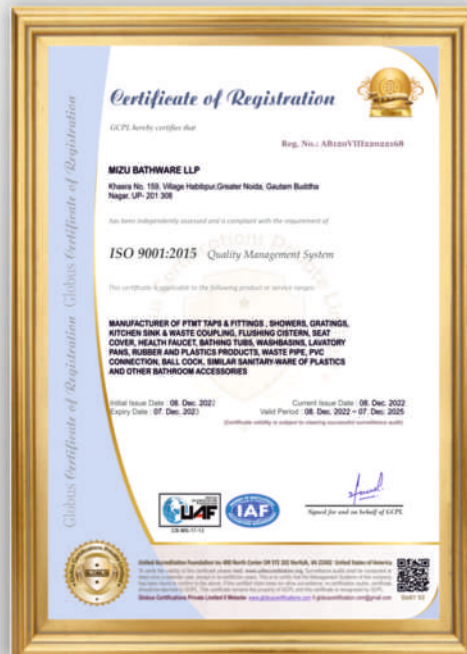 Certificate of Registration
GCPL hereby certifies that
Reg. No.: AB120VIII22022168
MIZU BATHWARE LLP
Khasra No. 159, Village Habibpur,Greater Noida, Gautam Buddha
Nagar, UP- 201 308
has been independently assessed and is compliant with the requirement of
ISO 9001:2015 Quality Management System
This certificate is applicable to the following product or service ranges:
MANUFACTURER OF PTMT TAPS & FITTINGS , SHOWERS, GRATINGS,
KITCHEN SINK & WASTE COUPLING, FLUSHING CISTERN, SEAT
COVER, HEALTH FAUCET, BATHING TUBS, WASHBASINS, LAVATORY
PANS, RUBBER AND PLASTICS PRODUCTS, WASTE PIPE, PVC
CONNECTION, BALL COCK, SIMILAR SANITARY-WARE OF PLASTICS
AND OTHER BATHROOM ACCESSORIES
Initial Issue Date : 08. Dec. 2022
Current Issue Date : 08. Dec. 2022
Expiry Date : 07. Dec. 2023
Valid Period : 08. Dec. 2022 – 07. Dec. 2025
(Certificate validity is subject to clearing successful surveillance audit)
UAF
IAF
Signed for and on behalf of GCPL
Globus Certificate of Registration Globus Certificate of Registration
Globus Certifications Private Limited